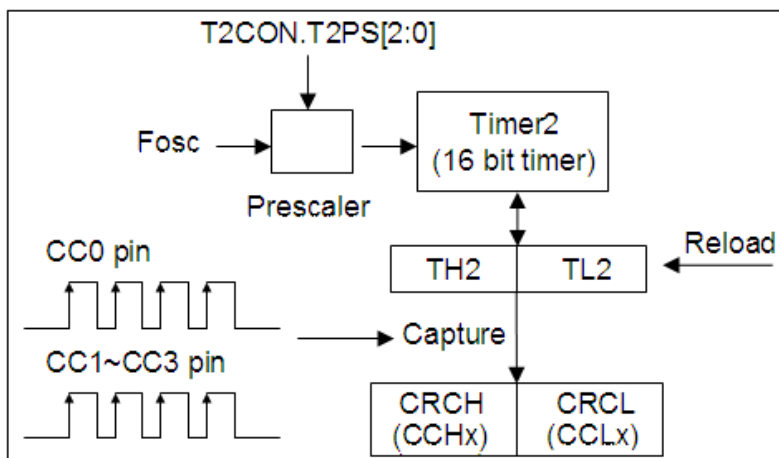 T2CON.T2PS[2:0]
Fosc
Prescaler
Timer2
(16 bit timer)
TH2
TL2
Reload
CC0 pin
Capture
CC1~CC3 pin
CRCH
(CCHx)
CRCL
(CCLx)